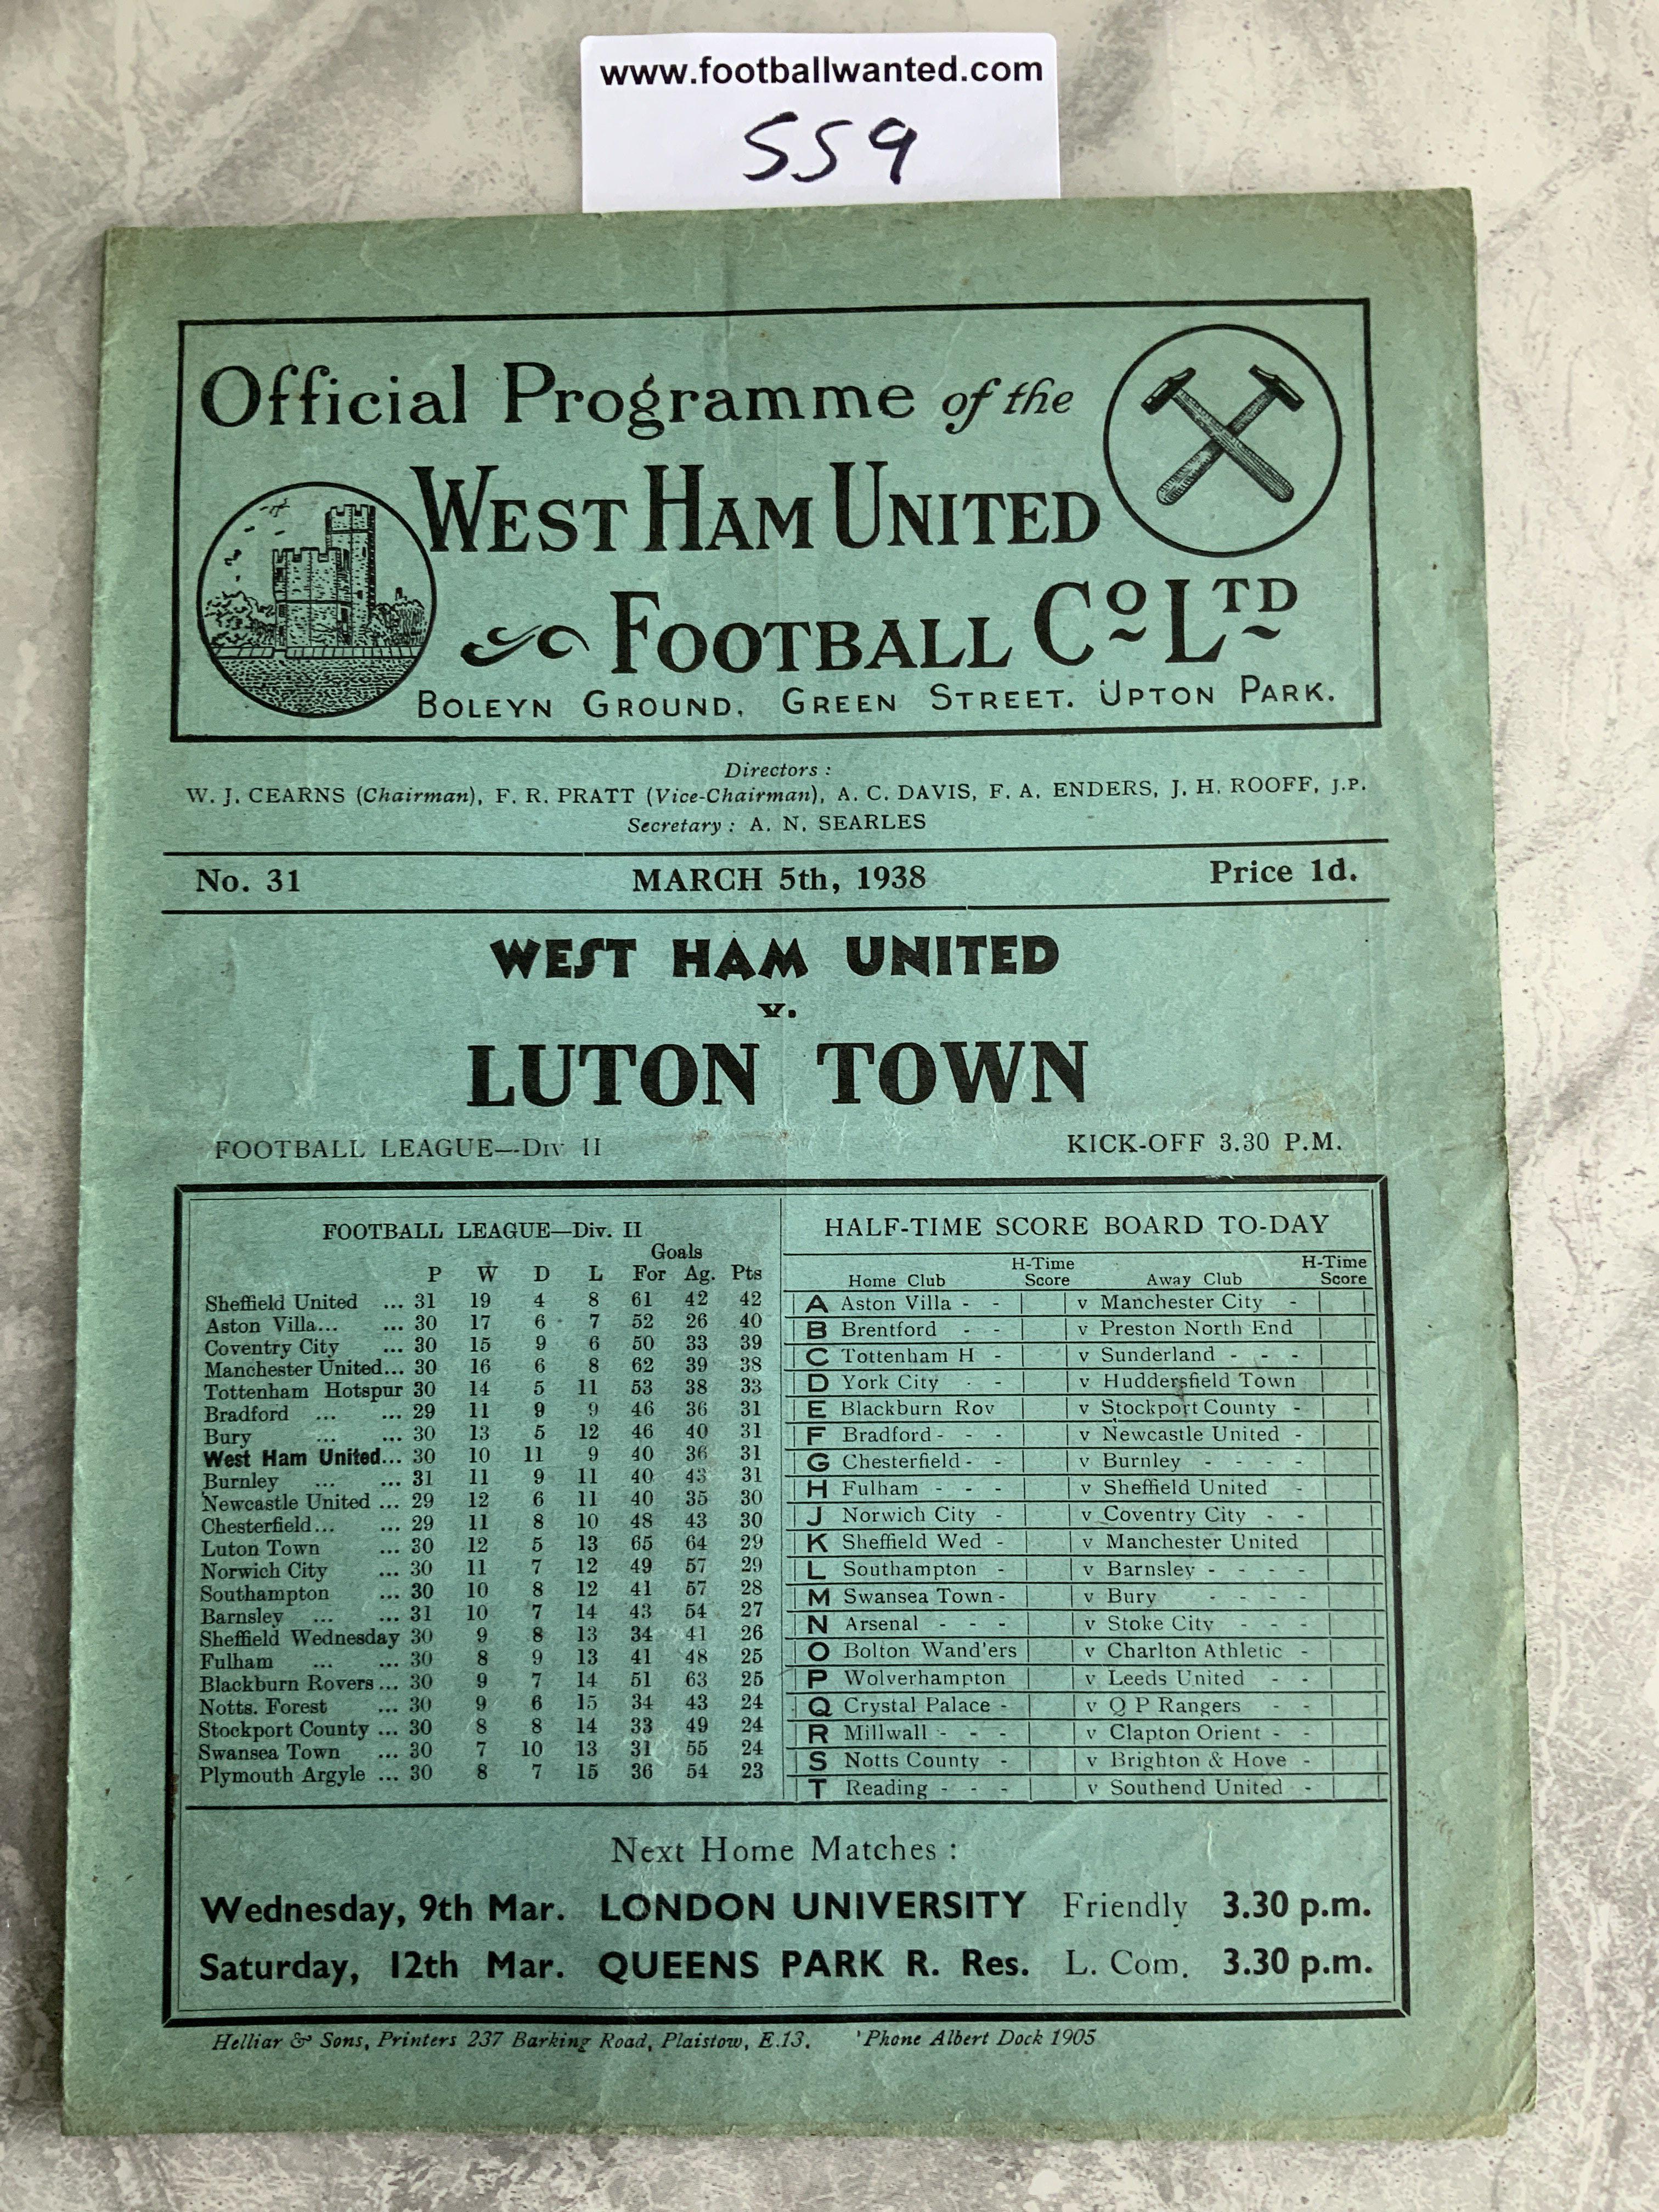 www.footballwanted.com
559
Official Programme of the
WEST HAM UNITED
FOOTBALL Co LTD
BOLEYN GROUND, GREEN STREET. UPTON PARK.
Directors :
W. J. CEARNS (Chairman), F. R. PRATT (Vice-Chairman), A. C. DAVIS, F. A. ENDERS, J. H. ROOFF, J.P.
Secretary : A. N. SEARLES
No. 31 MARCH 5th, 1938 Price 1d.
WEST HAM UNITED
v.
LUTON TOWN
FOOTBALL LEAGUE—Div II KICK-OFF 3.30 P.M.
FOOTBALL LEAGUE—Div. II
Goals
P W D L For Ag. Pts
Sheffield United ... 31 19 4 8 61 42 42
Aston Villa... ... 30 17 6 7 52 26 40
Coventry City ... 30 15 9 6 50 33 39
Manchester United... 30 16 6 8 62 39 38
Tottenham Hotspur 30 14 5 11 53 38 33
Bradford ... ... 29 11 9 9 46 36 31
Bury ... ... 30 13 5 12 46 40 31
West Ham United... 30 10 11 9 40 36 31
Burnley ... ... 31 11 9 11 40 43 31
Newcastle United ... 29 12 6 11 40 35 30
Chesterfield... ... 29 11 8 10 48 43 30
Luton Town ... 30 12 5 13 65 64 29
Norwich City ... 30 11 7 12 49 57 29
Southampton ... 30 10 8 12 41 57 28
Barnsley ... ... 31 10 7 14 43 54 27
Sheffield Wednesday 30 9 8 13 34 41 26
Fulham ... ... 30 8 9 13 41 48 25
Blackburn Rovers... 30 9 7 14 51 63 25
Notts. Forest ... 30 9 6 15 34 43 24
Stockport County ... 30 8 8 14 33 49 24
Swansea Town ... 30 7 10 13 31 55 24
Plymouth Argyle ... 30 8 7 15 36 54 23
HALF-TIME SCORE BOARD TO-DAY
Home Club H-Time Score Away Club H-Time Score
A Aston Villa - - v Manchester City -
B Brentford - - v Preston North End
C Tottenham H - v Sunderland - - -
D York City - - v Huddersfield Town
E Blackburn Rov v Stockport County -
F Bradford - - - v Newcastle United -
G Chesterfield - - v Burnley - - - -
H Fulham - - - v Sheffield United -
J Norwich City - v Coventry City - -
K Sheffield Wed - v Manchester United
L Southampton - v Barnsley - - - -
M Swansea Town - v Bury - - - -
N Arsenal - - - v Stoke City - - -
O Bolton Wand'ers v Charlton Athletic -
P Wolverhampton v Leeds United - -
Q Crystal Palace - v Q P Rangers - -
R Millwall - - - v Clapton Orient - -
S Notts County - v Brighton & Hove -
T Reading - - - v Southend United -
Next Home Matches :
Wednesday, 9th Mar. LONDON UNIVERSITY Friendly 3.30 p.m.
Saturday, 12th Mar. QUEENS PARK R. Res. L. Com. 3.30 p.m.
Helliar & Sons, Printers 237 Barking Road, Plaistow, E.13. 'Phone Albert Dock 1905